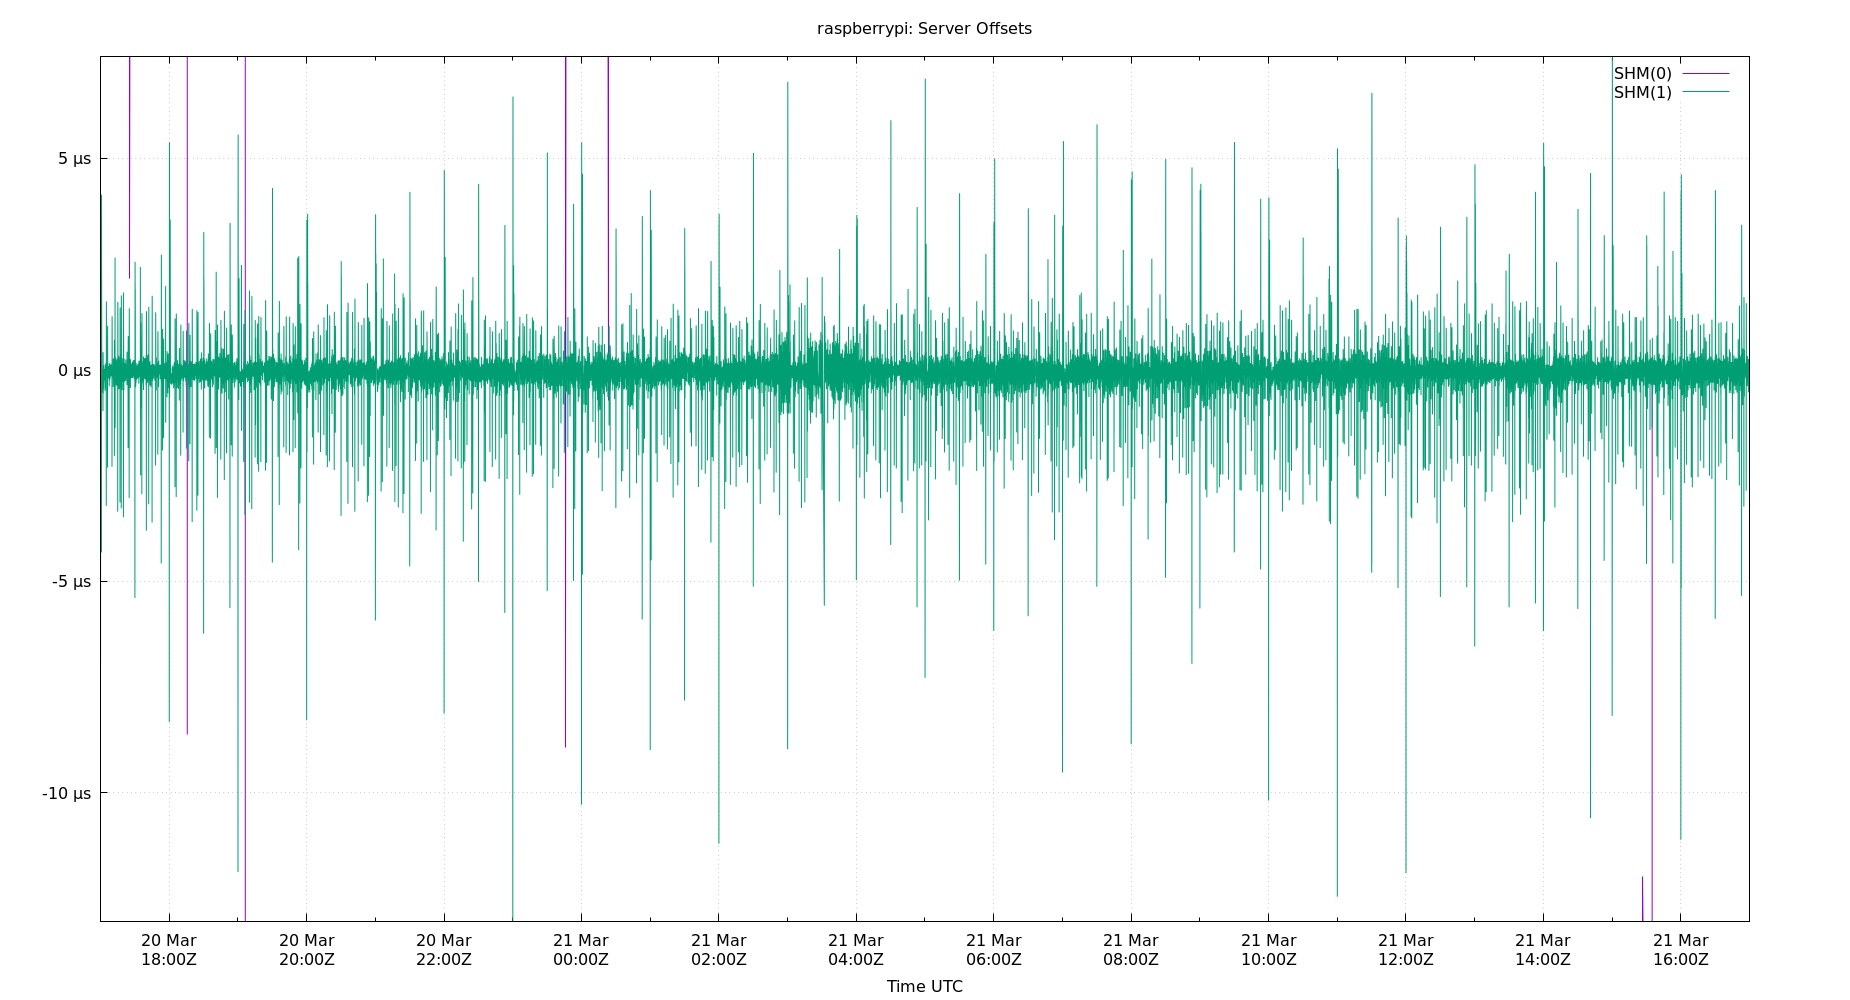 raspberrypi: Server Offsets
SHM(0)
SHM(1)
5 µs
0 µs
-5 µs
-10 µs
20 Mar 20 Mar 20 Mar 21 Mar 21 Mar 21 Mar 21 Mar 21 Mar 21 Mar 21 Mar 21 Mar 21 Mar
18:00Z 20:00Z 22:00Z 00:00Z 02:00Z 04:00Z 06:00Z 08:00Z 10:00Z 12:00Z 14:00Z 16:00Z
Time UTC